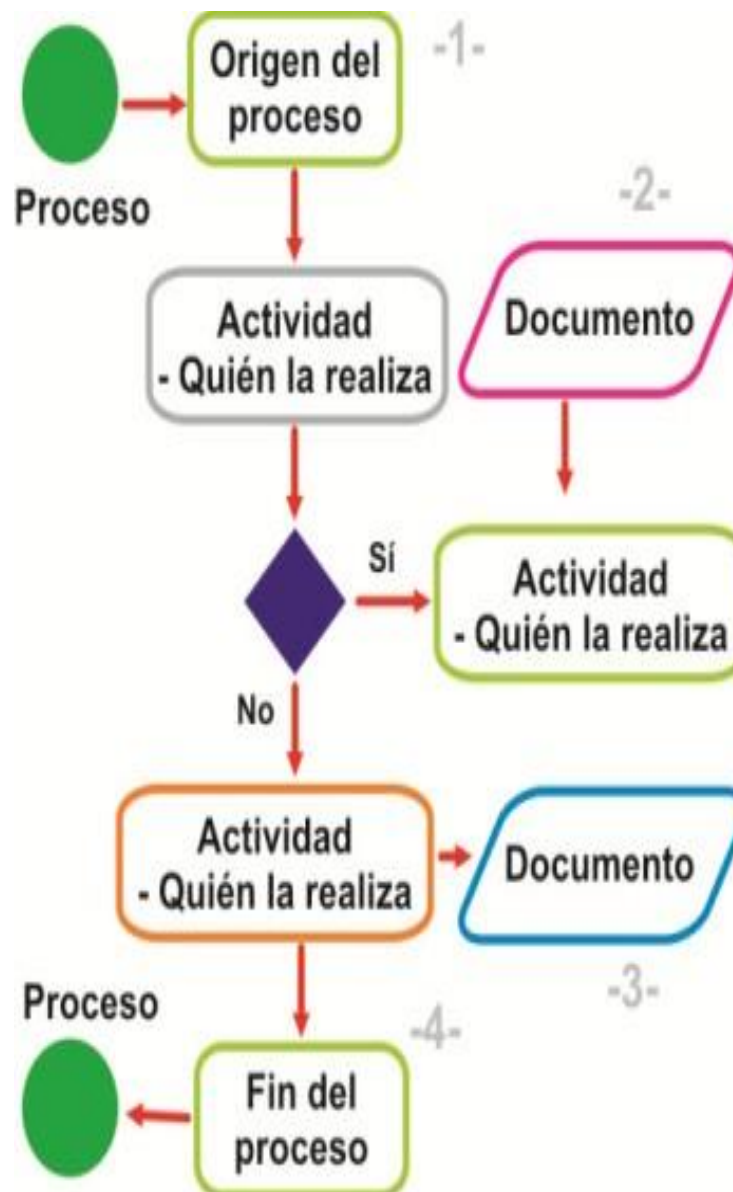 Origen del
proceso
-1-
Proceso
-2-
Actividad
- Quién la realiza
Documento
Sí
Actividad
- Quién la realiza
No
Actividad
- Quién la realiza
Documento
-3-
Proceso
-4-
Fin del
proceso